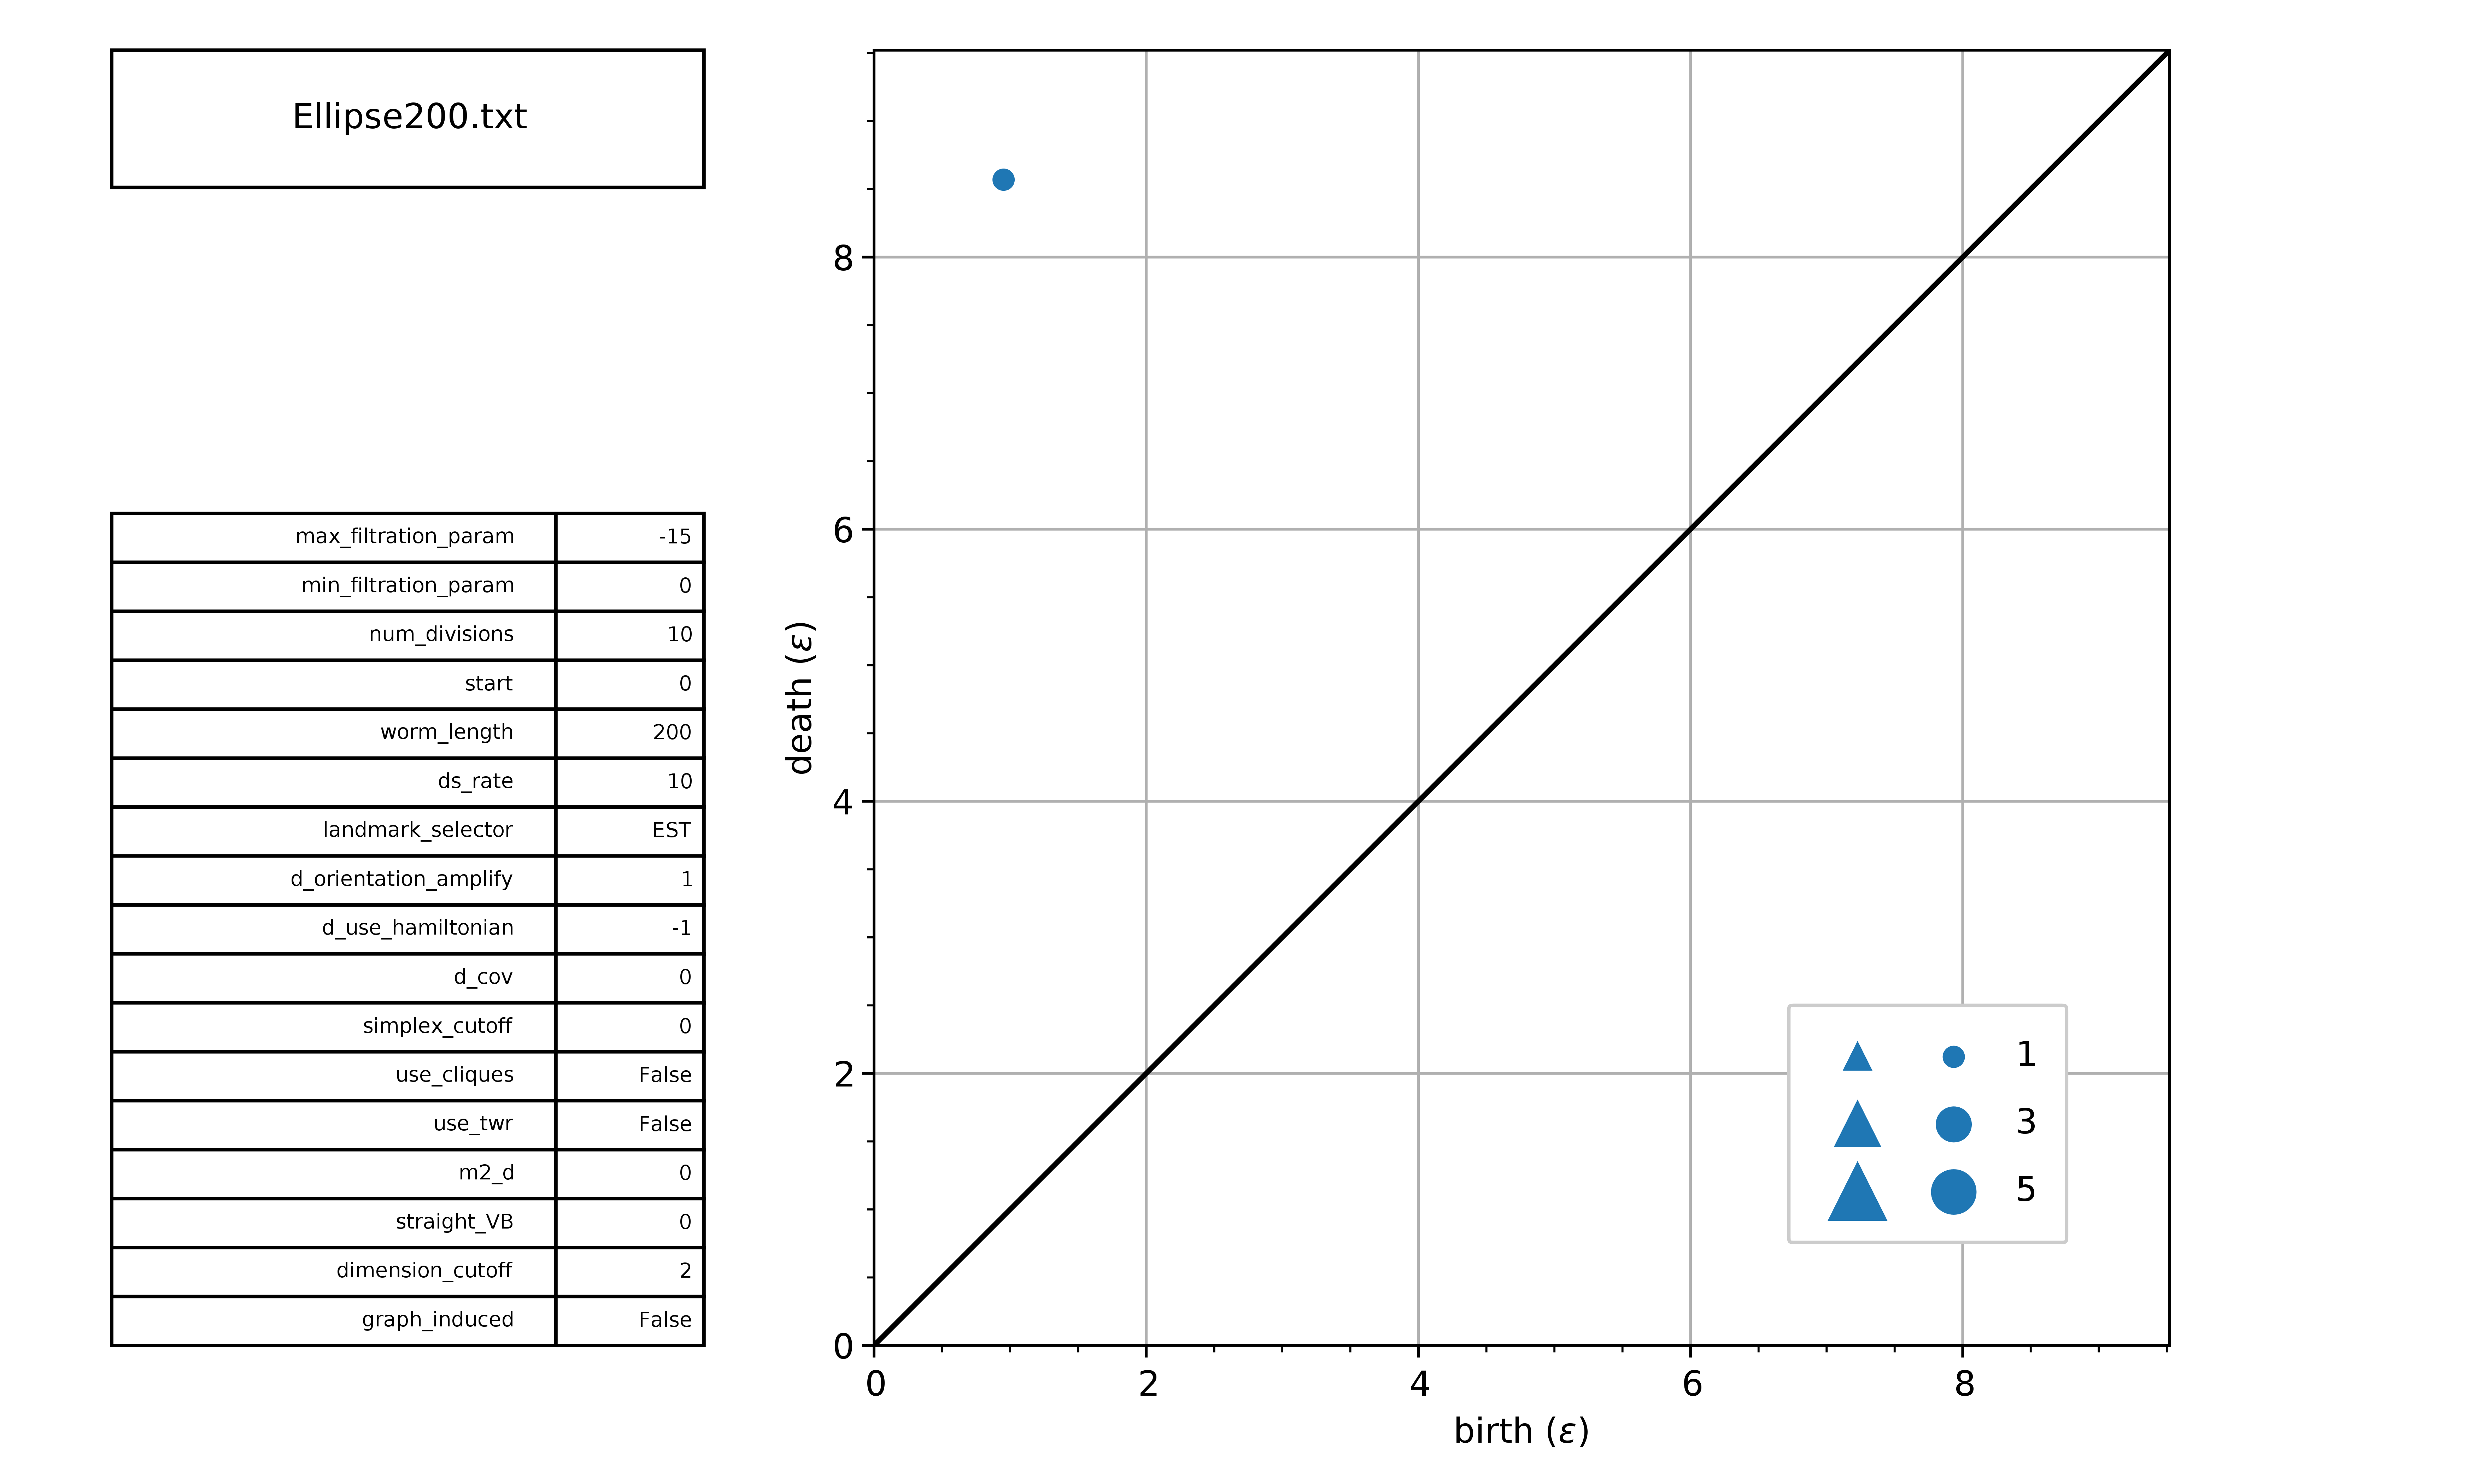 Ellipse200.txt
max_filtration_param -15
min_filtration_param 0
num_divisions 10
start 0
worm_length 200
ds_rate 10
landmark_selector EST
d_orientation_amplify 1
d_use_hamiltonian -1
d_cov 0
simplex_cutoff 0
use_cliques False
use_twr False
m2_d 0
straight_VB 0
dimension_cutoff 2
graph_induced False
death (ε)
8
6
4
2
0
0 2 4 6 8
birth (ε)
1
3
5